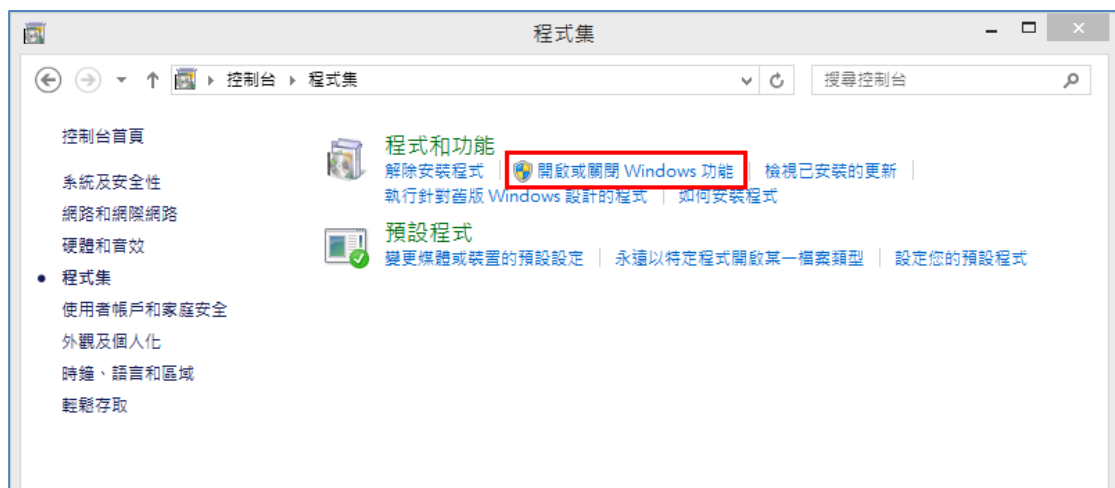 程式集
控制台 程式集
搜尋控制台
控制台首頁
系統及安全性
網路和網際網路
硬體和音效
程式集
使用者帳戶和家庭安全
外觀及個人化
時鐘、語言和區域
輕鬆存取
程式和功能
解除安裝程式 開啟或關閉 Windows 功能 檢視已安裝的更新
執行針對舊版 Windows 設計的程式 如何安裝程式
預設程式
變更媒體或裝置的預設設定 永遠以特定程式開啟某一檔案類型 設定您的預設程式